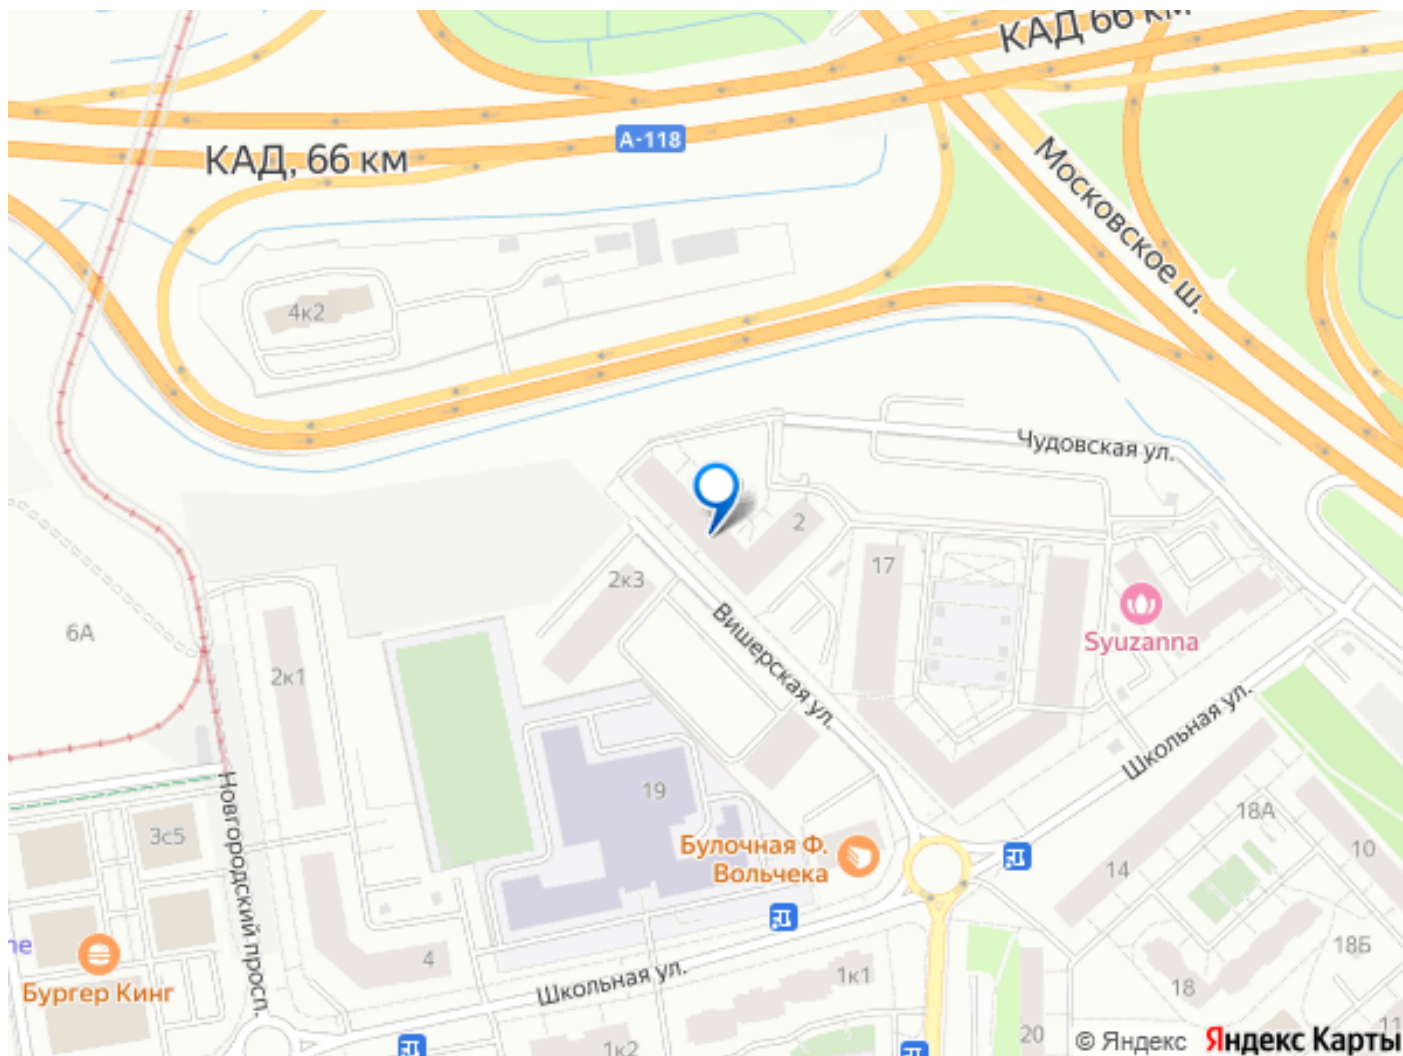 КАД 66 км
А-118
КАД, 66 км
Московское ш.
4к2
Чудовская ул.
2
17
2к3
Syuzanna
6А
2к1
Вишерская ул.
Школьная ул.
19
3с5
Новгородский просп.
Булочная Ф.
Вольчека
18А
10
14
4
Бургер Кинг
Школьная ул.
1к1
18Б
18
20
1к2
11
© Яндекс
Яндекс Карты